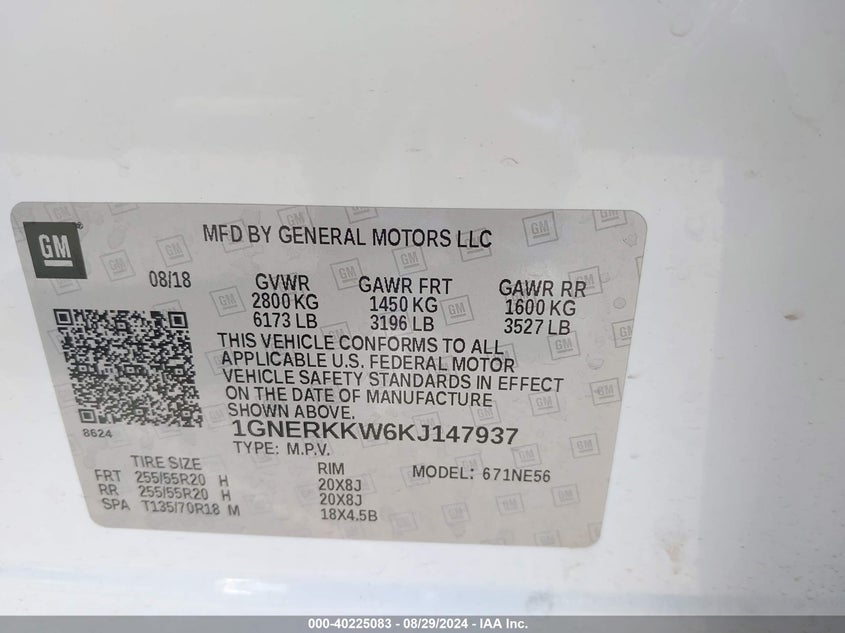 GM
®
MFD BY GENERAL MOTORS LLC
08/18 GVWR GAWR FRT GAWR RR
2800 KG 1450 KG 1600 KG
6173 LB 3196 LB 3527 LB
THIS VEHICLE CONFORMS TO ALL
APPLICABLE U.S. FEDERAL MOTOR
VEHICLE SAFETY STANDARDS IN EFFECT
ON THE DATE OF MANUFACTURE
SHOWN ABOVE.
8624
1GNERKKW6KJ147937
TYPE: M.P.V.
TIRE SIZE RIM MODEL: 671NE56
FRT 255/55R20 H 20X8J
RR 255/55R20 H 20X8J
SPA T135/70R18 M 18X4.5B
000-40225083 - 08/29/2024 - IAA Inc.